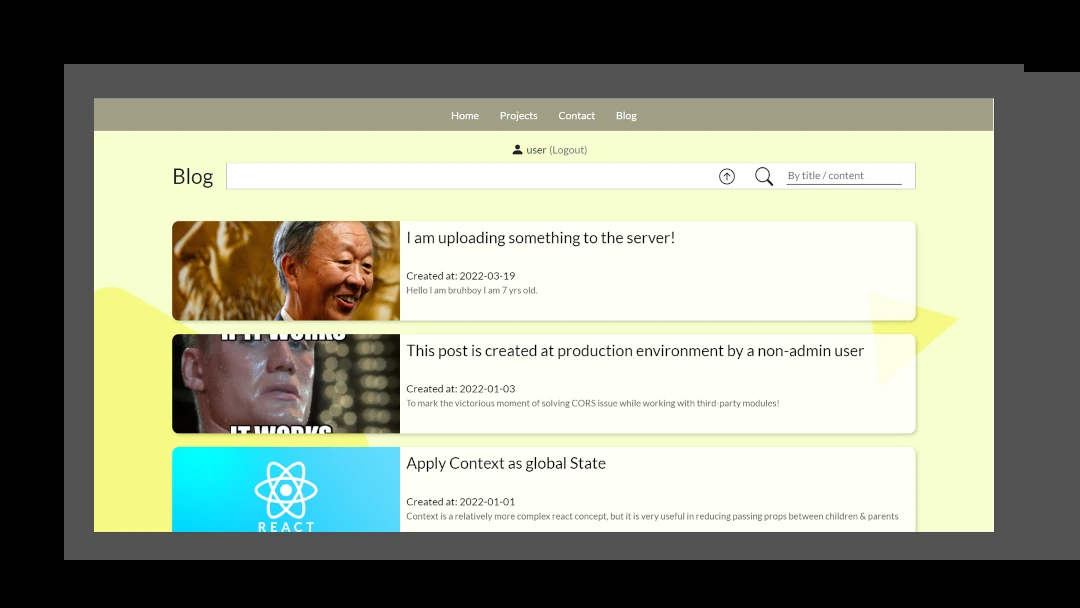 Home Projects Contact Blog
user (Logout)
Blog By title / content
I am uploading something to the server!
Created at: 2022-03-19
Hello I am bruhboy I am 7 yrs old.
IF IT WORKS
This post is created at production environment by a non-admin user
Created at: 2022-01-03
To mark the victorious moment of solving CORS issue while working with third-party modules!
IT WORKS
Apply Context as global State
Created at: 2022-01-01
Context is a relatively more complex react concept, but it is very useful in reducing passing props between children & parents
REACT